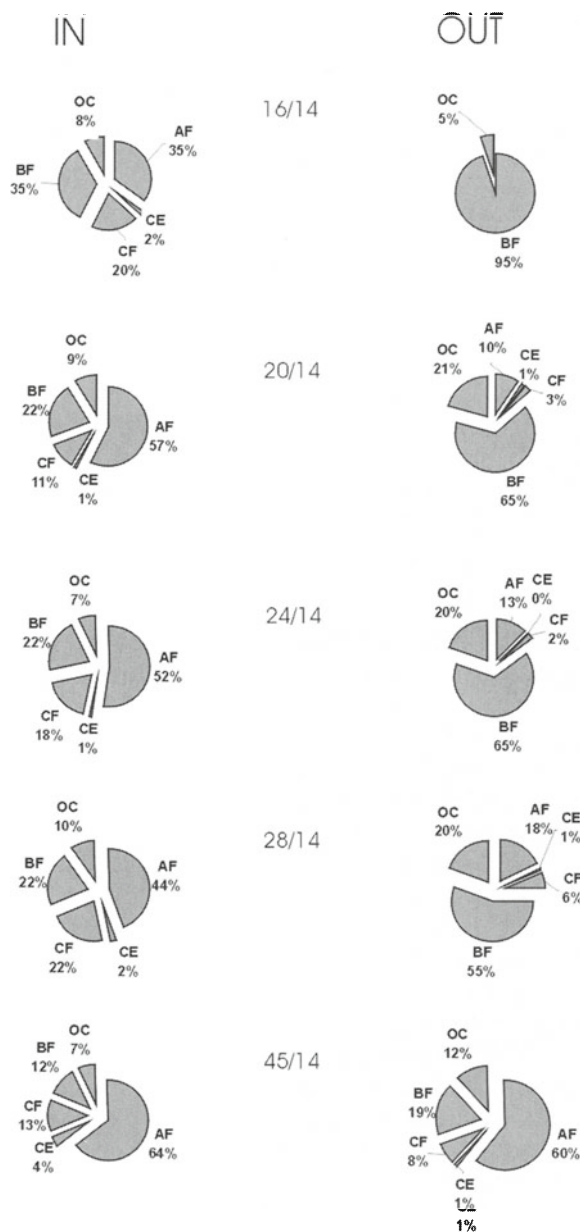 IN
OUT
16/14
OC
8%
AF
35%
BF
35%
CE
2%
CF
20%
OC
5%
BF
95%
20/14
OC
9%
BF
22%
AF
57%
CF
11%
CE
1%
AF
10%
CE
1%
OC
21%
CF
3%
BF
65%
24/14
OC
7%
BF
22%
AF
52%
CF
18%
CE
1%
OC
20%
AF
13%
CE
0%
CF
2%
BF
65%
28/14
OC
10%
BF
22%
AF
44%
CF
22%
CE
2%
OC
20%
AF
18%
CE
1%
CF
6%
BF
55%
45/14
OC
7%
BF
12%
CF
13%
AF
64%
CE
4%
OC
12%
BF
19%
AF
60%
CF
8%
CE
1%
1%